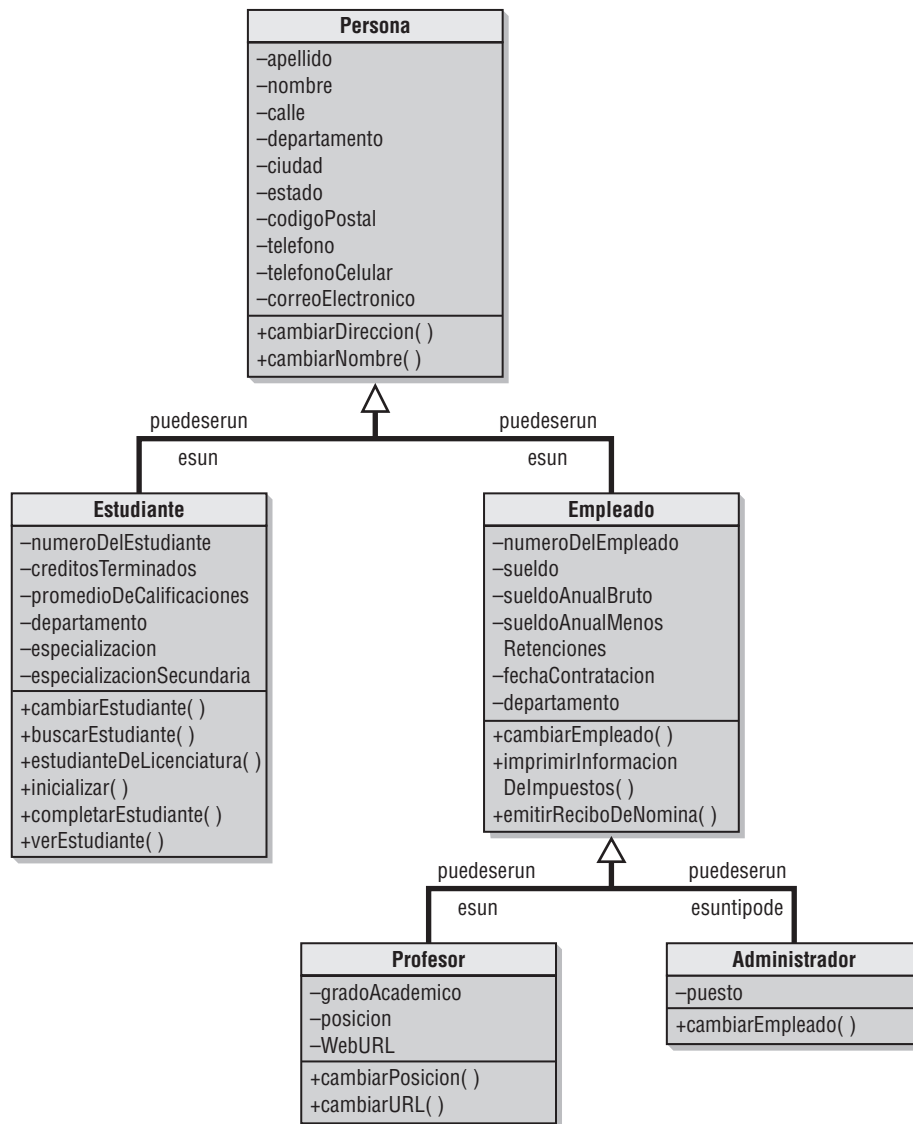 Persona
–apellido
–nombre
–calle
–departamento
–ciudad
–estado
–codigoPostal
–telefono
–telefonoCelular
–correoElectronico
+cambiarDireccion( )
+cambiarNombre( )
puedeserun
puedeserun
esun
esun
Estudiante
–numeroDelEstudiante
–creditosTerminados
–promedioDeCalificaciones
–departamento
–especializacion
–especializacionSecundaria
+cambiarEstudiante( )
+buscarEstudiante( )
+estudianteDeLicenciatura( )
+inicializar( )
+completarEstudiante( )
+verEstudiante( )
Empleado
–numeroDelEmpleado
–sueldo
–sueldoAnualBruto
–sueldoAnualMenos
Retenciones
–fechaContratacion
–departamento
+cambiarEmpleado( )
+imprimirInformacion
DeImpuestos( )
+emitirReciboDeNomina( )
puedeserun
puedeserun
esun
esuntipode
Profesor
–gradoAcademico
–posicion
–WebURL
+cambiarPosicion( )
+cambiarURL( )
Administrador
–puesto
+cambiarEmpleado( )